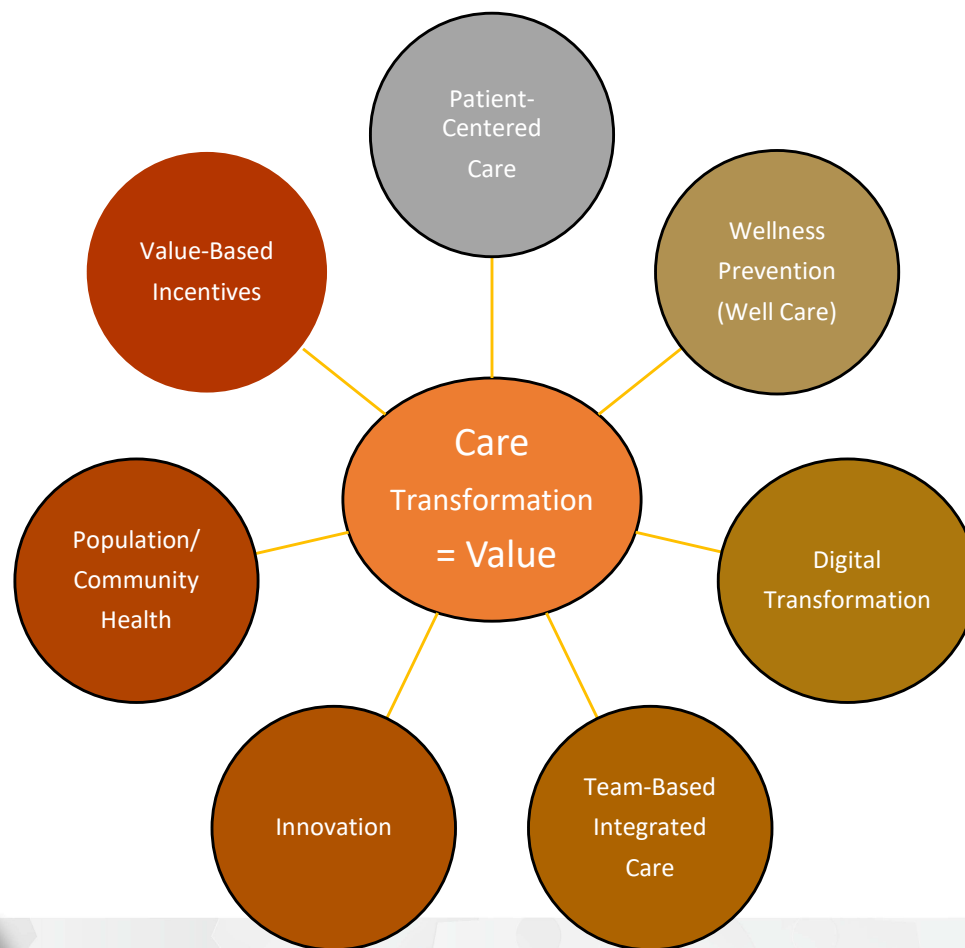 Patient-
Centered
Care
Wellness
Prevention
(Well Care)
Digital
Transformation
Team-Based
Integrated
Care
Innovation
Population/
Community
Health
Value-Based
Incentives
Care
Transformation
= Value